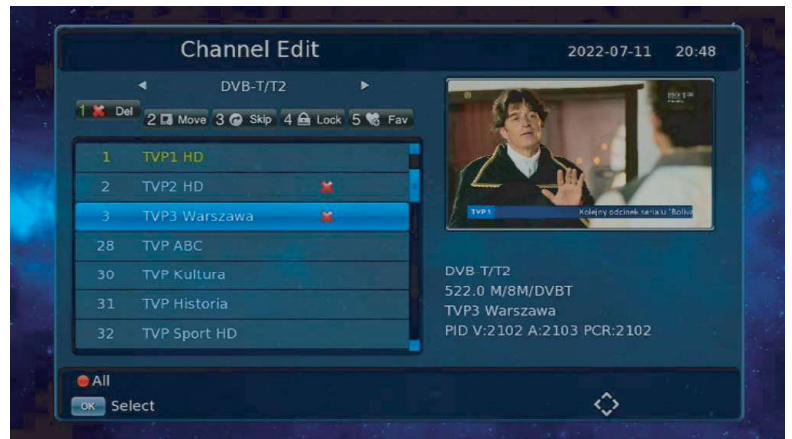 Channel Edit
2022-07-11 20:48
DVB-T/T2
1 Del 2 Move 3 Skip 4 Lock 5 Fav
1 TVP1 HD
2 TVP2 HD
3 TVP3 Warszawa
28 TVP ABC
30 TVP Kultura
31 TVP Historia
32 TVP Sport HD
TVP1 Kolejny odcinek serialu "Boliv
DVB-T/T2
522.0 M/8M/DVBT
TVP3 Warszawa
PID V:2102 A:2103 PCR:2102
All
OK Select